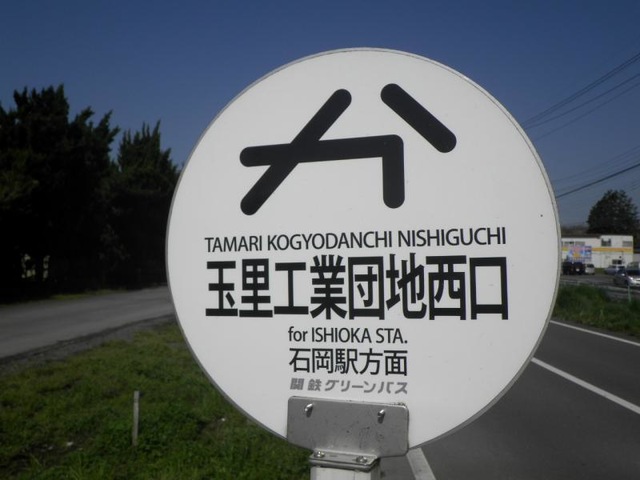 TAMARI KOGYODANCHI NISHIGUCHI
玉里工業団地西口
for ISHIOKA STA.
石岡駅方面
関鉄グリーンバス